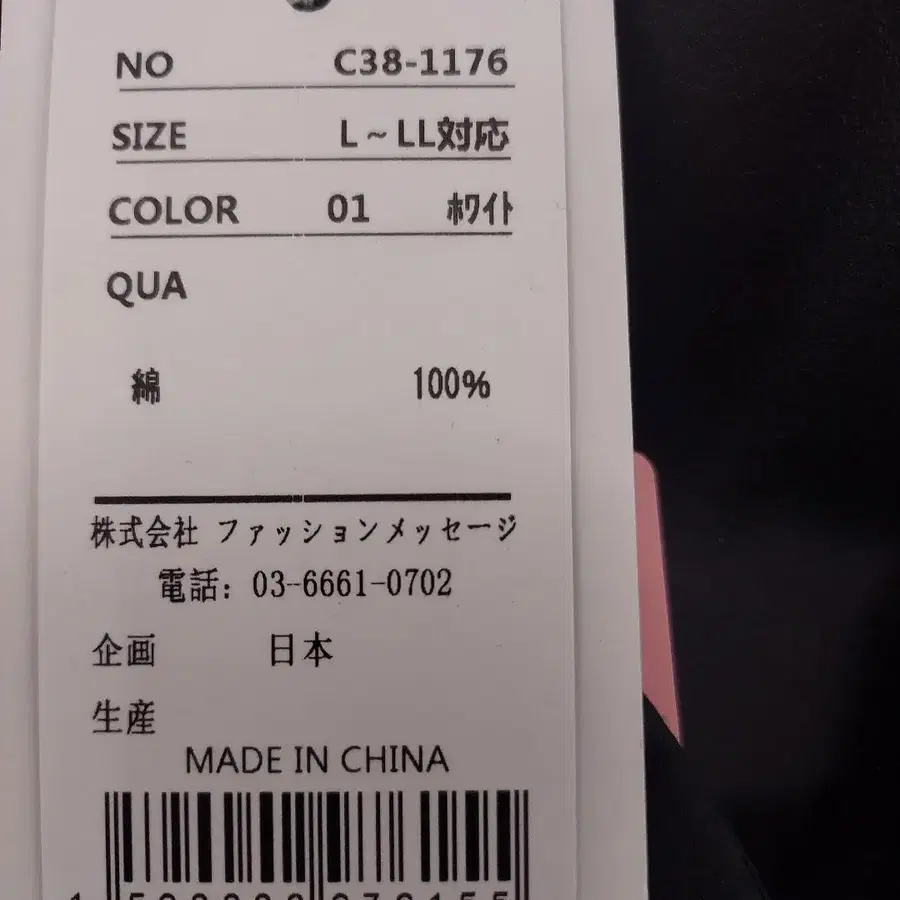 NO C38-1176
SIZE L~LL対応
COLOR 01 ﾎﾜｲﾄ
QUA
綿 100%
株式会社 ファッションメッセージ
電話: 03-6661-0702
企画 日本
生産
MADE IN CHINA